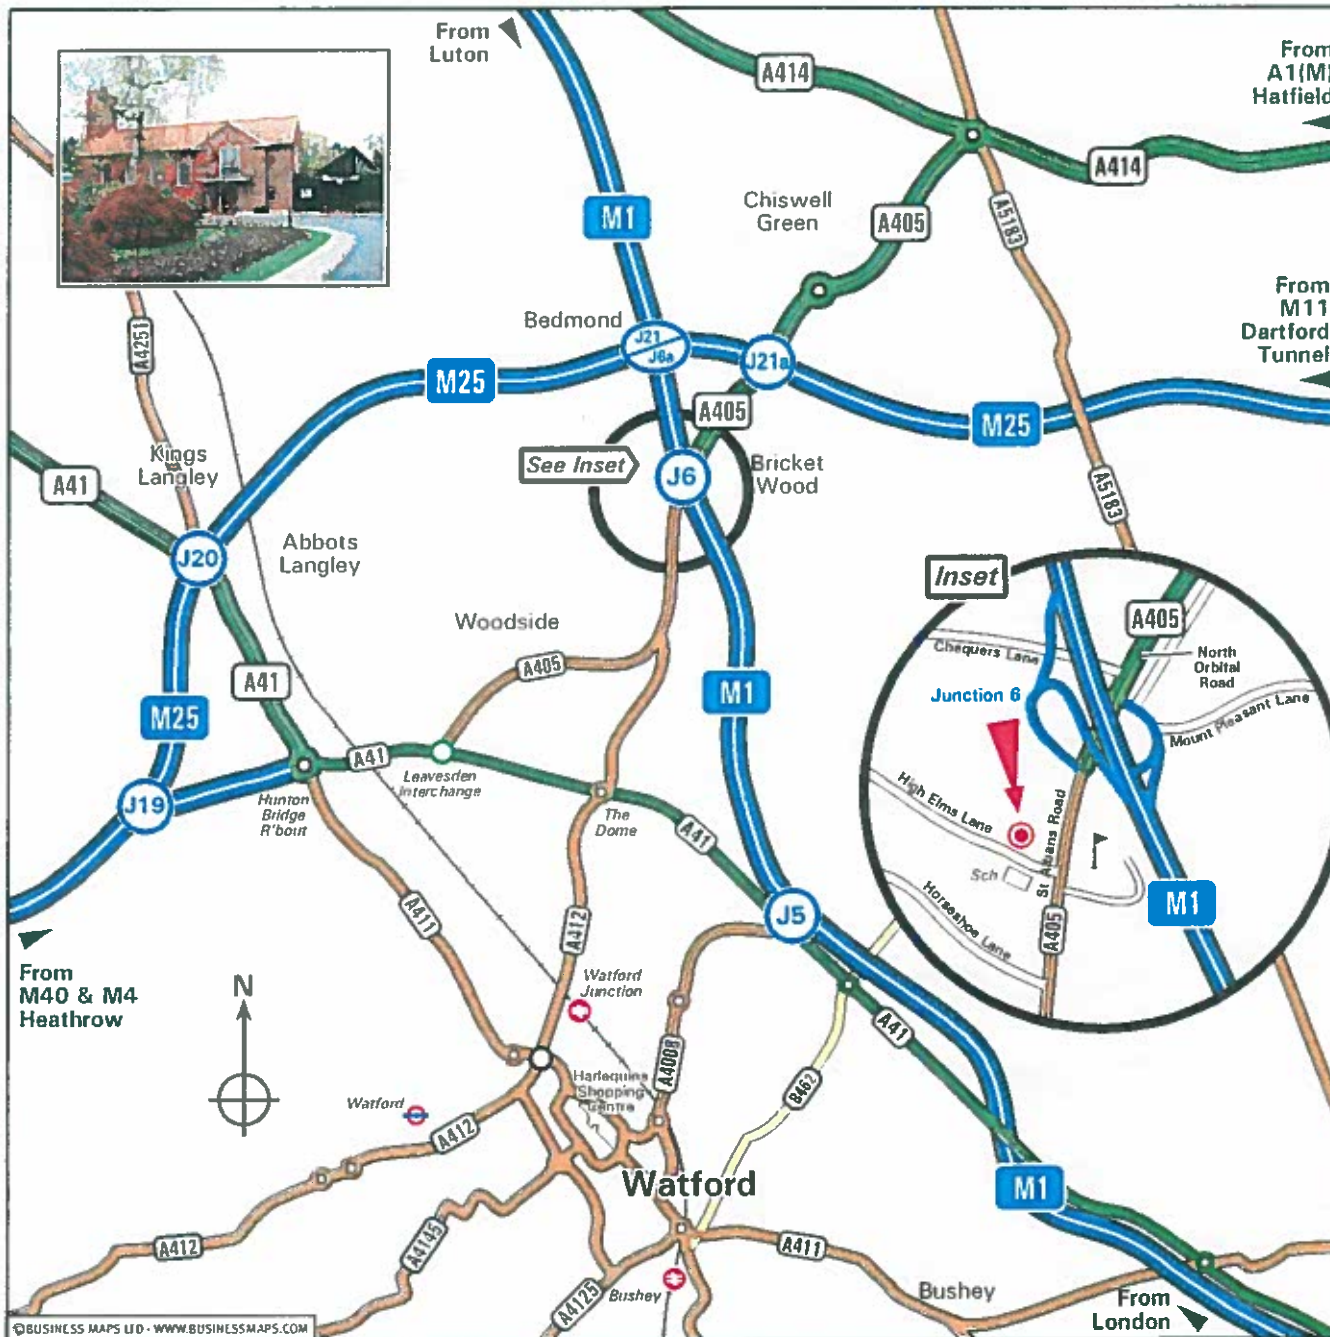 From
Luton
A414
From
A1(M)
Hatfield
A414
Chiswell
Green
A405
A5183
M1
From
M11
Dartford
Tunnel
Bedmond
J21
J6a
J21a
A4251
M25
A405
M25
Kings
Langley
See Inset
J6
Bricket
Wood
A41
A5183
J20
Abbots
Langley
Inset
A405
Chequers Lane
North
Orbital
Road
Junction 6
Mount Pleasant Lane
High Elms Lane
St Albans Road
Sch
Horseshoe Lane
A405
M1
Woodside
A405
A41
M25
M1
A41
Leavesden
Interchange
J19
Hunton
Bridge
R'bout
The
Dome
A41
J5
A411
A412
From
M40 & M4
Heathrow
N
Watford
Junction
A41
A4008
Harlequins
Shopping
Centre
B462
Watford
A412
Watford
M1
A412
A4145
A411
A4125
Bushey
Bushey
From
London
©BUSINESS MAPS LTD - WWW.BUSINESSMAPS.COM